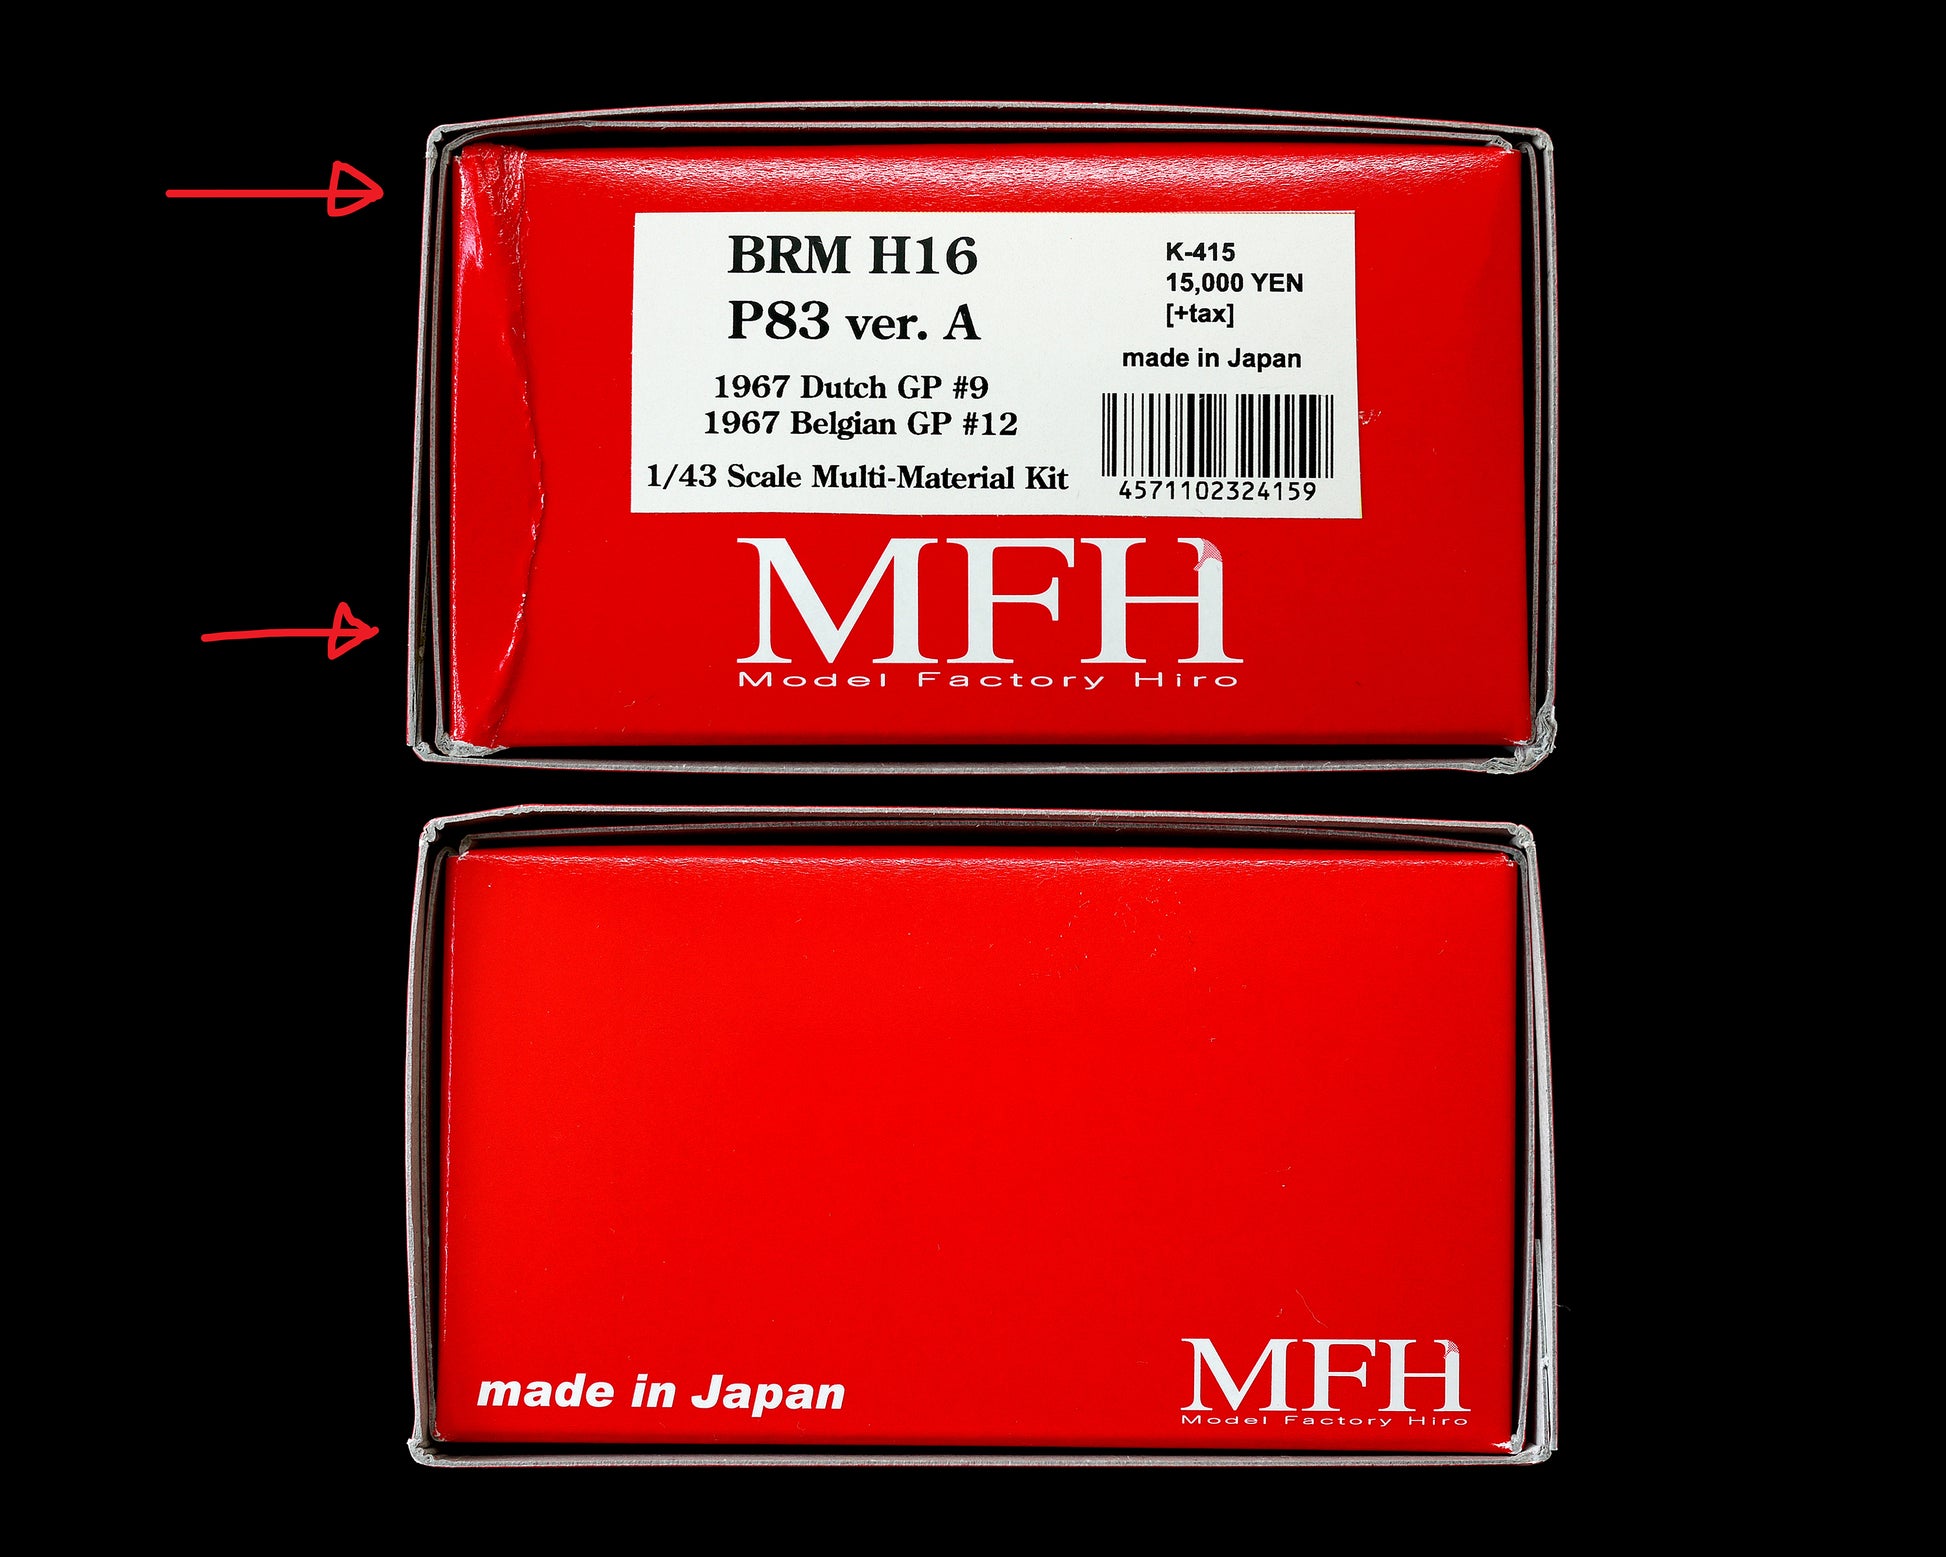 BRM H16
P83 ver. A
1967 Dutch GP #9
1967 Belgian GP #12
1/43 Scale Multi-Material Kit
K-415
15,000 YEN
[+tax]
made in Japan
4571102324159
MFH
Model Factory Hiro
made in Japan
MFH
Model Factory Hiro